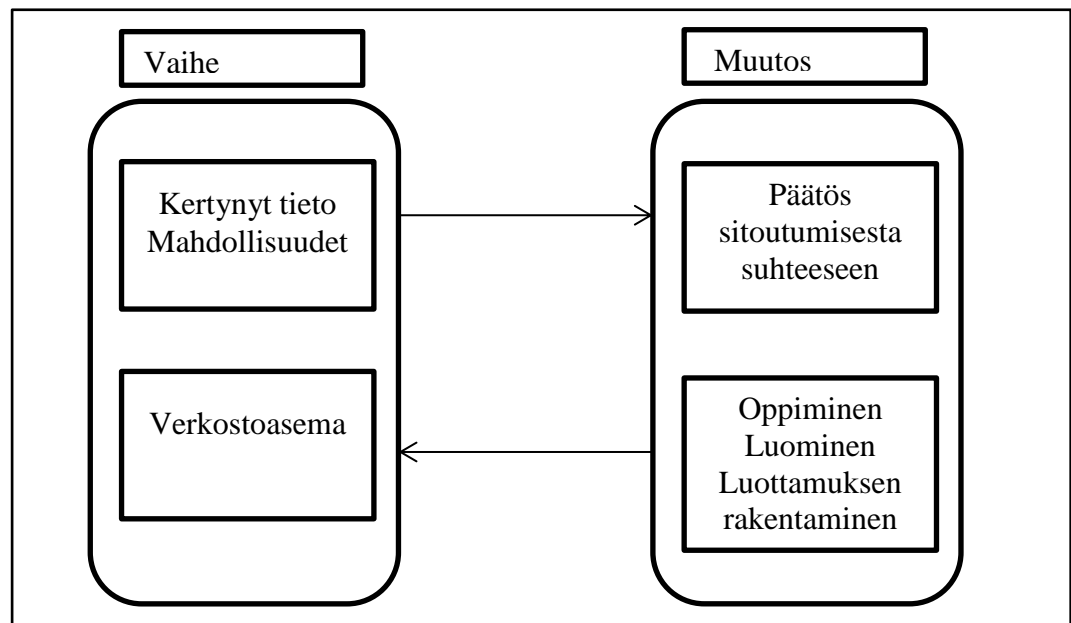 Vaihe
Muutos
Kertynyt tieto
Mahdollisuudet
Päätös
sitoutumisesta
suhteeseen
Verkostoasema
Oppiminen
Luominen
Luottamuksen
rakentaminen